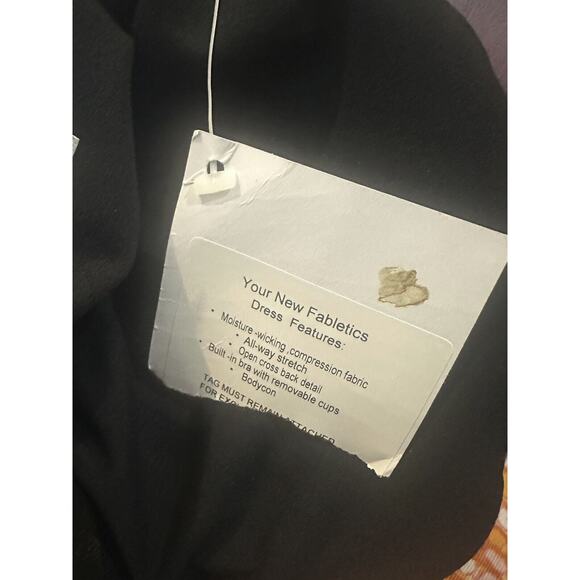 Your New Fabletics
Dress Features:
• Moisture -wicking ,compression fabric
• All-way stretch
• Open cross back detail
• Built -in bra with removable cups
• Bodycon
TAG MUST REMAIN ATTACHED
FOR